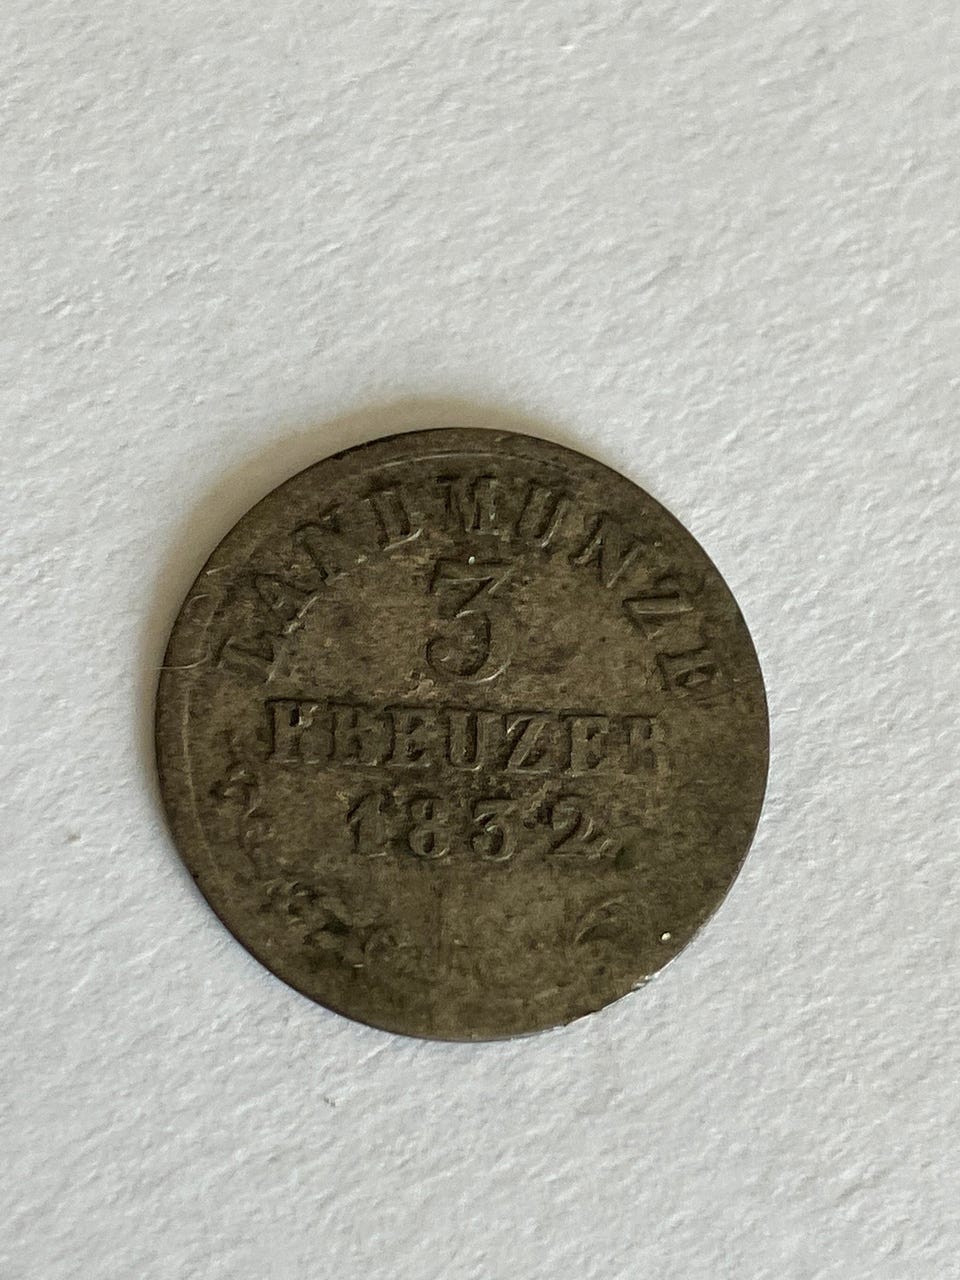 LANDMUNZE
3
KREUZER
1832.